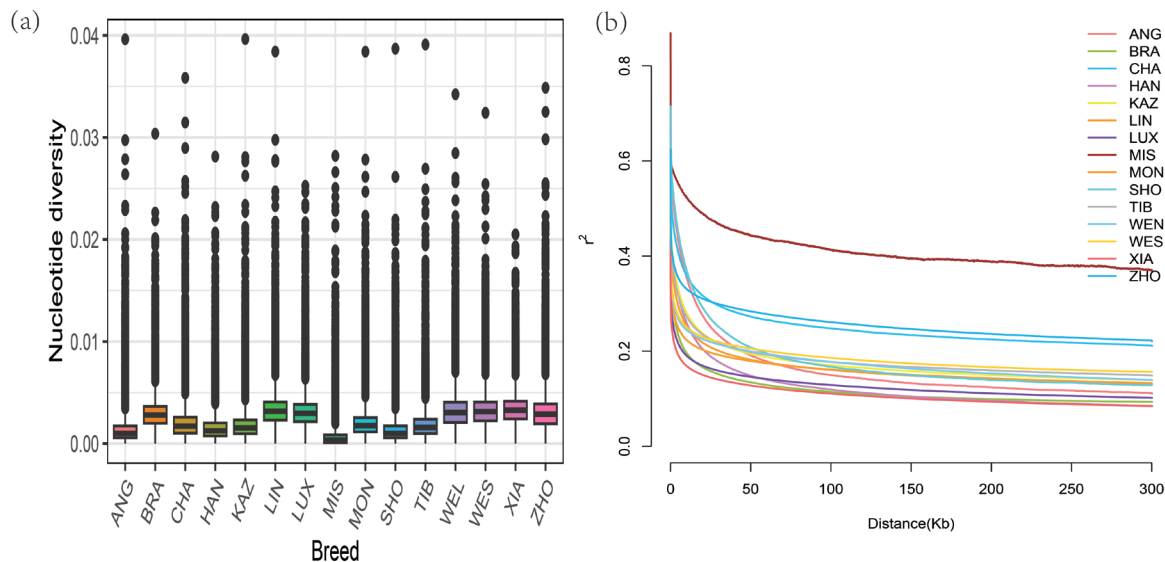 (a)
Nucleotide diversity
0.04
0.03
0.02
0.01
0.00
ANG BRA CHA HAN KAZ LIN LUX MIS MON SHO TIB WEL WES XIA ZHO
Breed
(b)
r²
0.8
0.6
0.4
0.2
0.0
0 50 100 150 200 250 300
Distance(Kb)
ANG
BRA
CHA
HAN
KAZ
LIN
LUX
MIS
MON
SHO
TIB
WEN
WES
XIA
ZHO